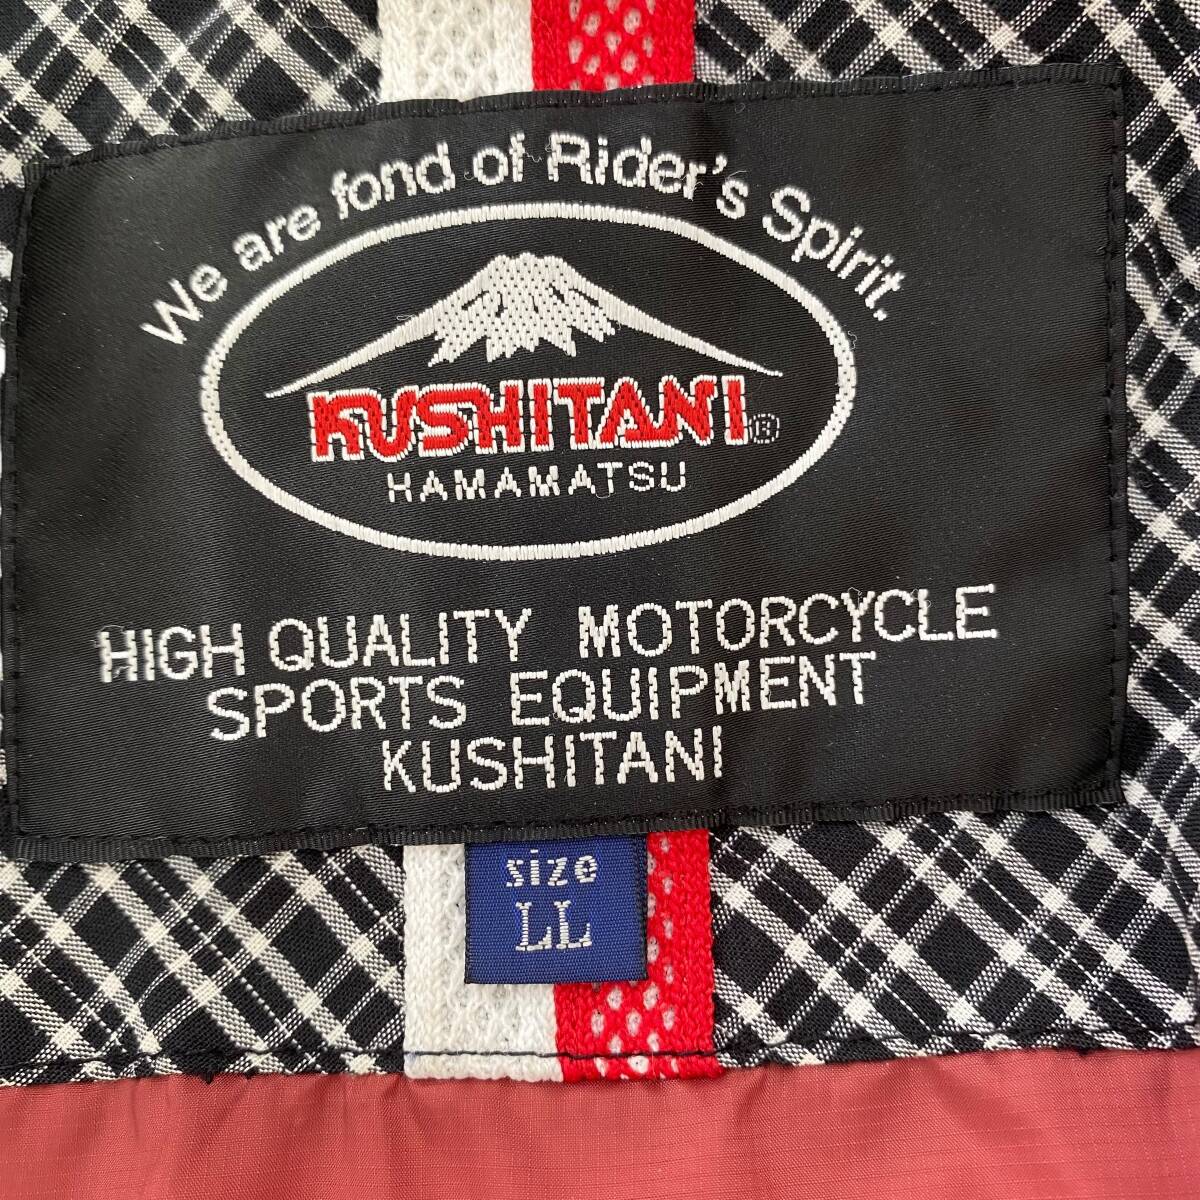 We are fond of Rider's Spirit.
KUSHITANI®
HAMAMATSU
HIGH QUALITY MOTORCYCLE
SPORTS EQUIPMENT
KUSHITANI
size
LL